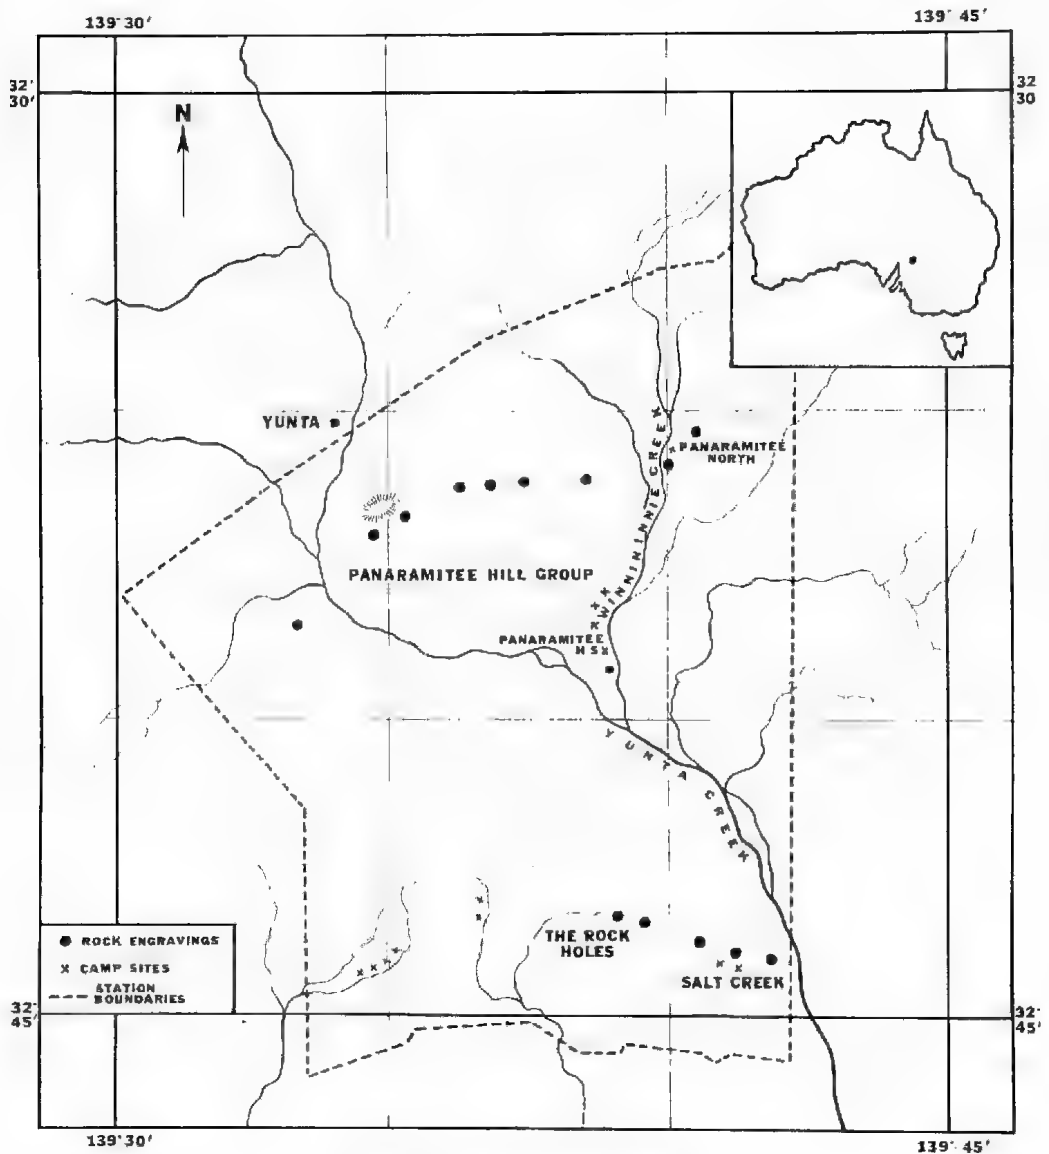 139° 30′
139° 45′
32°
30′
32
30
N
YUNTA
WINNININNIE CREEK
PANARAMITEE
NORTH
PANARAMITEE HILL GROUP
PANARAMITEE
HS
YUNTA CREEK
THE ROCK
HOLES
SALT CREEK
ROCK ENGRAVINGS
x CAMP SITES
STATION
BOUNDARIES
32°
45′
32°
45′
139° 30′
139° 45′